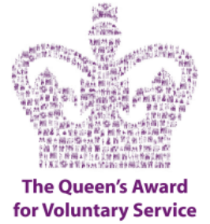 The Queen's Award
for Voluntary Service